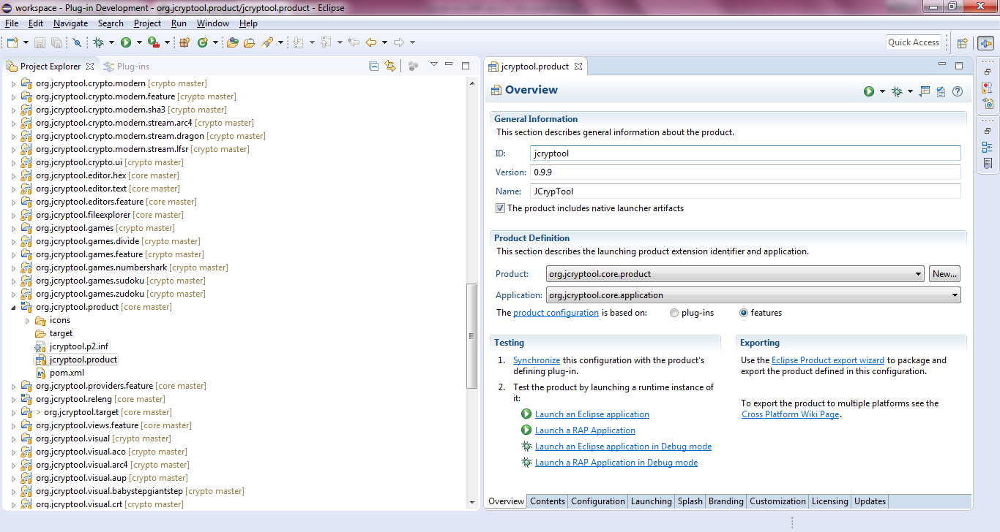 workspace - Plug-in Development - org.jcryptool.product/jcryptool.product - Eclipse
File Edit Navigate Search Project Run Window Help
Quick Access
Project Explorer Plug-ins
org.jcryptool.crypto.modern [crypto master]
org.jcryptool.crypto.modern.feature [crypto master]
org.jcryptool.crypto.modern.sha3 [crypto master]
org.jcryptool.crypto.modern.stream.arc4 [crypto master]
org.jcryptool.crypto.modern.stream.dragon [crypto master]
org.jcryptool.crypto.modern.stream.lfsr [crypto master]
org.jcryptool.crypto.ui [crypto master]
org.jcryptool.editor.hex [core master]
org.jcryptool.editor.text [core master]
org.jcryptool.editors.feature [core master]
org.jcryptool.fileexplorer [core master]
org.jcryptool.games [crypto master]
org.jcryptool.games.divide [crypto master]
org.jcryptool.games.feature [crypto master]
org.jcryptool.games.numbershark [crypto master]
org.jcryptool.games.sudoku [crypto master]
org.jcryptool.games.zudoku [crypto master]
org.jcryptool.product [core master]
icons
target
jcryptool.p2.inf
jcryptool.product
pom.xml
org.jcryptool.providers.feature [core master]
org.jcryptool.releng [core master]
> org.jcryptool.target [core master]
org.jcryptool.views.feature [core master]
org.jcryptool.visual [crypto master]
org.jcryptool.visual.aco [crypto master]
org.jcryptool.visual.arc4 [crypto master]
org.jcryptool.visual.aup [crypto master]
org.jcryptool.visual.babystepgiantstep [crypto master]
org.jcryptool.visual.crt [crypto master]
jcryptool.product
Overview
General Information
This section describes general information about the product.
ID: jcryptool
Version: 0.9.9
Name: JCrypTool
The product includes native launcher artifacts
Product Definition
This section describes the launching product extension identifier and application.
Product: org.jcryptool.core.product New...
Application: org.jcryptool.core.application
The product configuration is based on: plug-ins features
Testing
1. Synchronize this configuration with the product's
defining plug-in.
2. Test the product by launching a runtime instance of
it:
Launch an Eclipse application
Launch a RAP Application
Launch an Eclipse application in Debug mode
Launch a RAP Application in Debug mode
Exporting
Use the Eclipse Product export wizard to package and
export the product defined in this configuration.
To export the product to multiple platforms see the
Cross Platform Wiki Page.
Overview Contents Configuration Launching Splash Branding Customization Licensing Updates